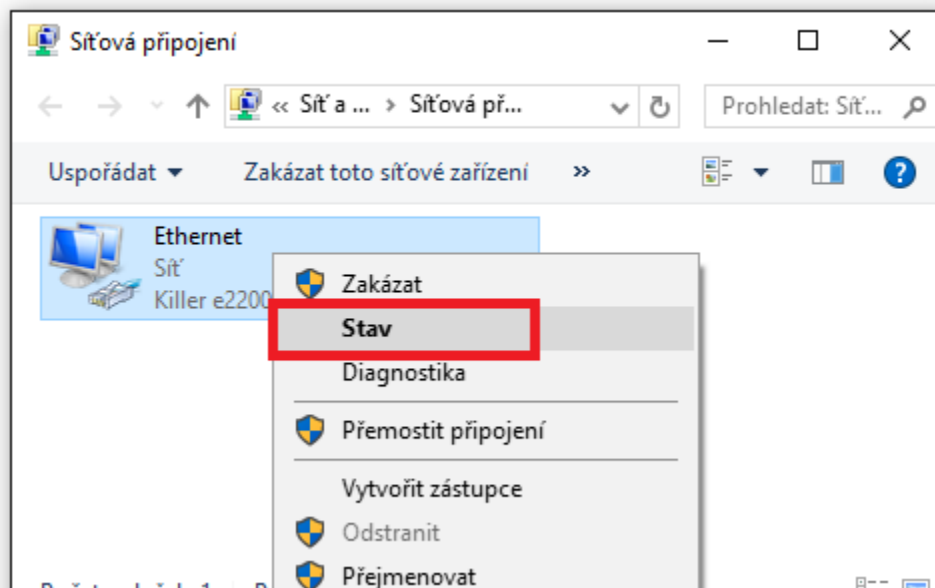 Síťová připojení
« Síť a ... › Síťová př...
Prohledat: Síť...
Uspořádat
Zakázat toto síťové zařízení
»
Ethernet
Síť
Killer e2200
Zakázat
Stav
Diagnostika
Přemostit připojení
Vytvořit zástupce
Odstranit
Přejmenovat